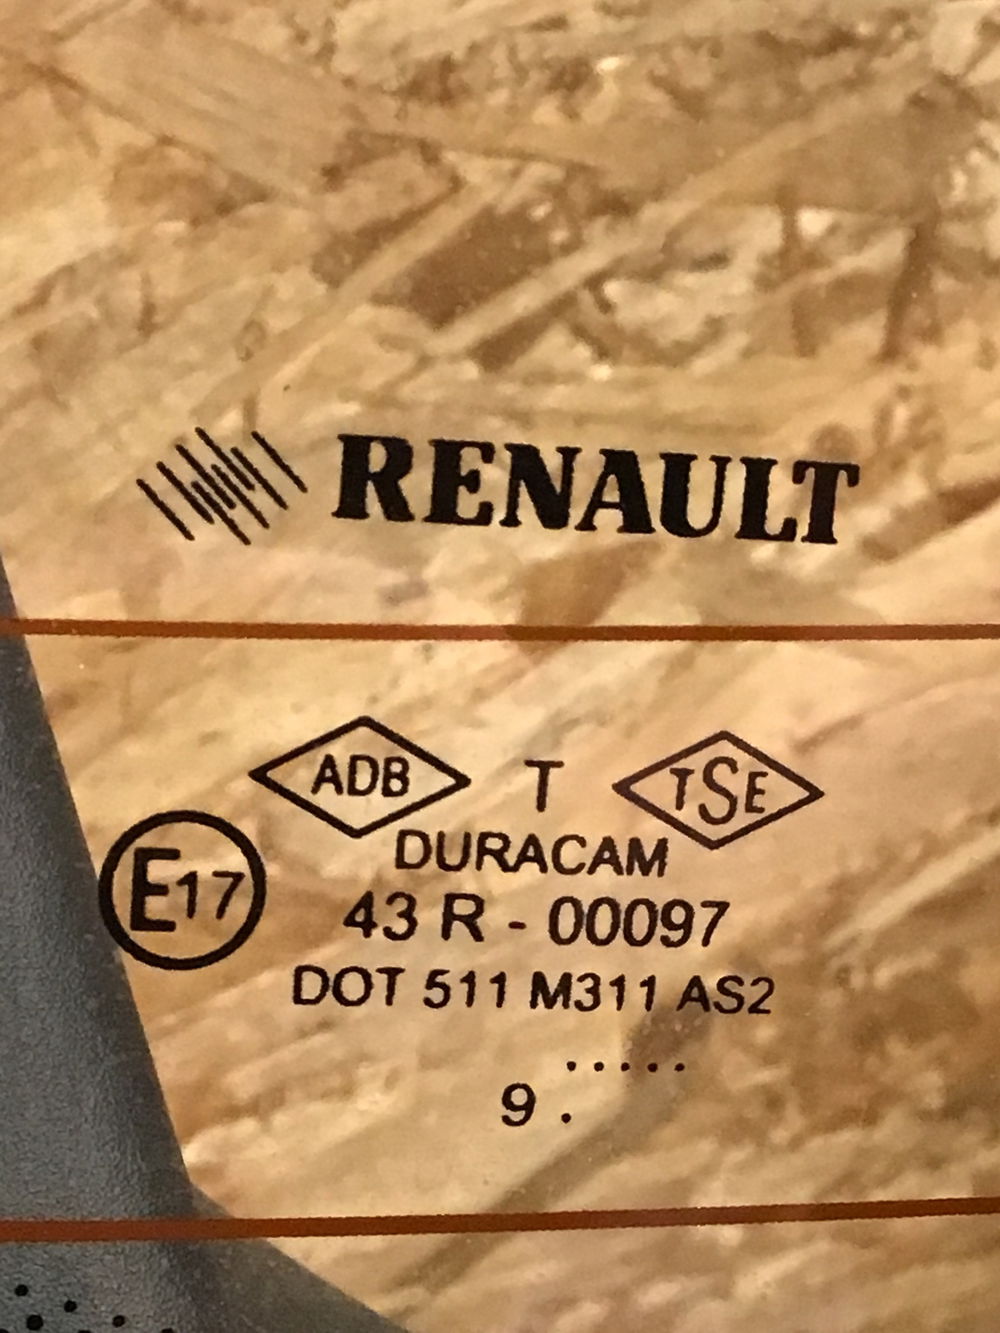 RENAULT
ADB T TSE
DURACAM
E17
43 R - 00097
DOT 511 M311 AS2
.....
9 .